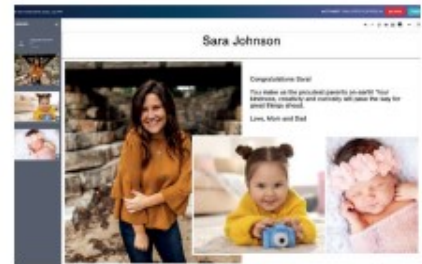 Sara Johnson
Congratulations Sara!
You make us the proudest parents on earth! Your
kindness, creativity and curiosity will pave the way for
great things ahead.
Love, Mom and Dad